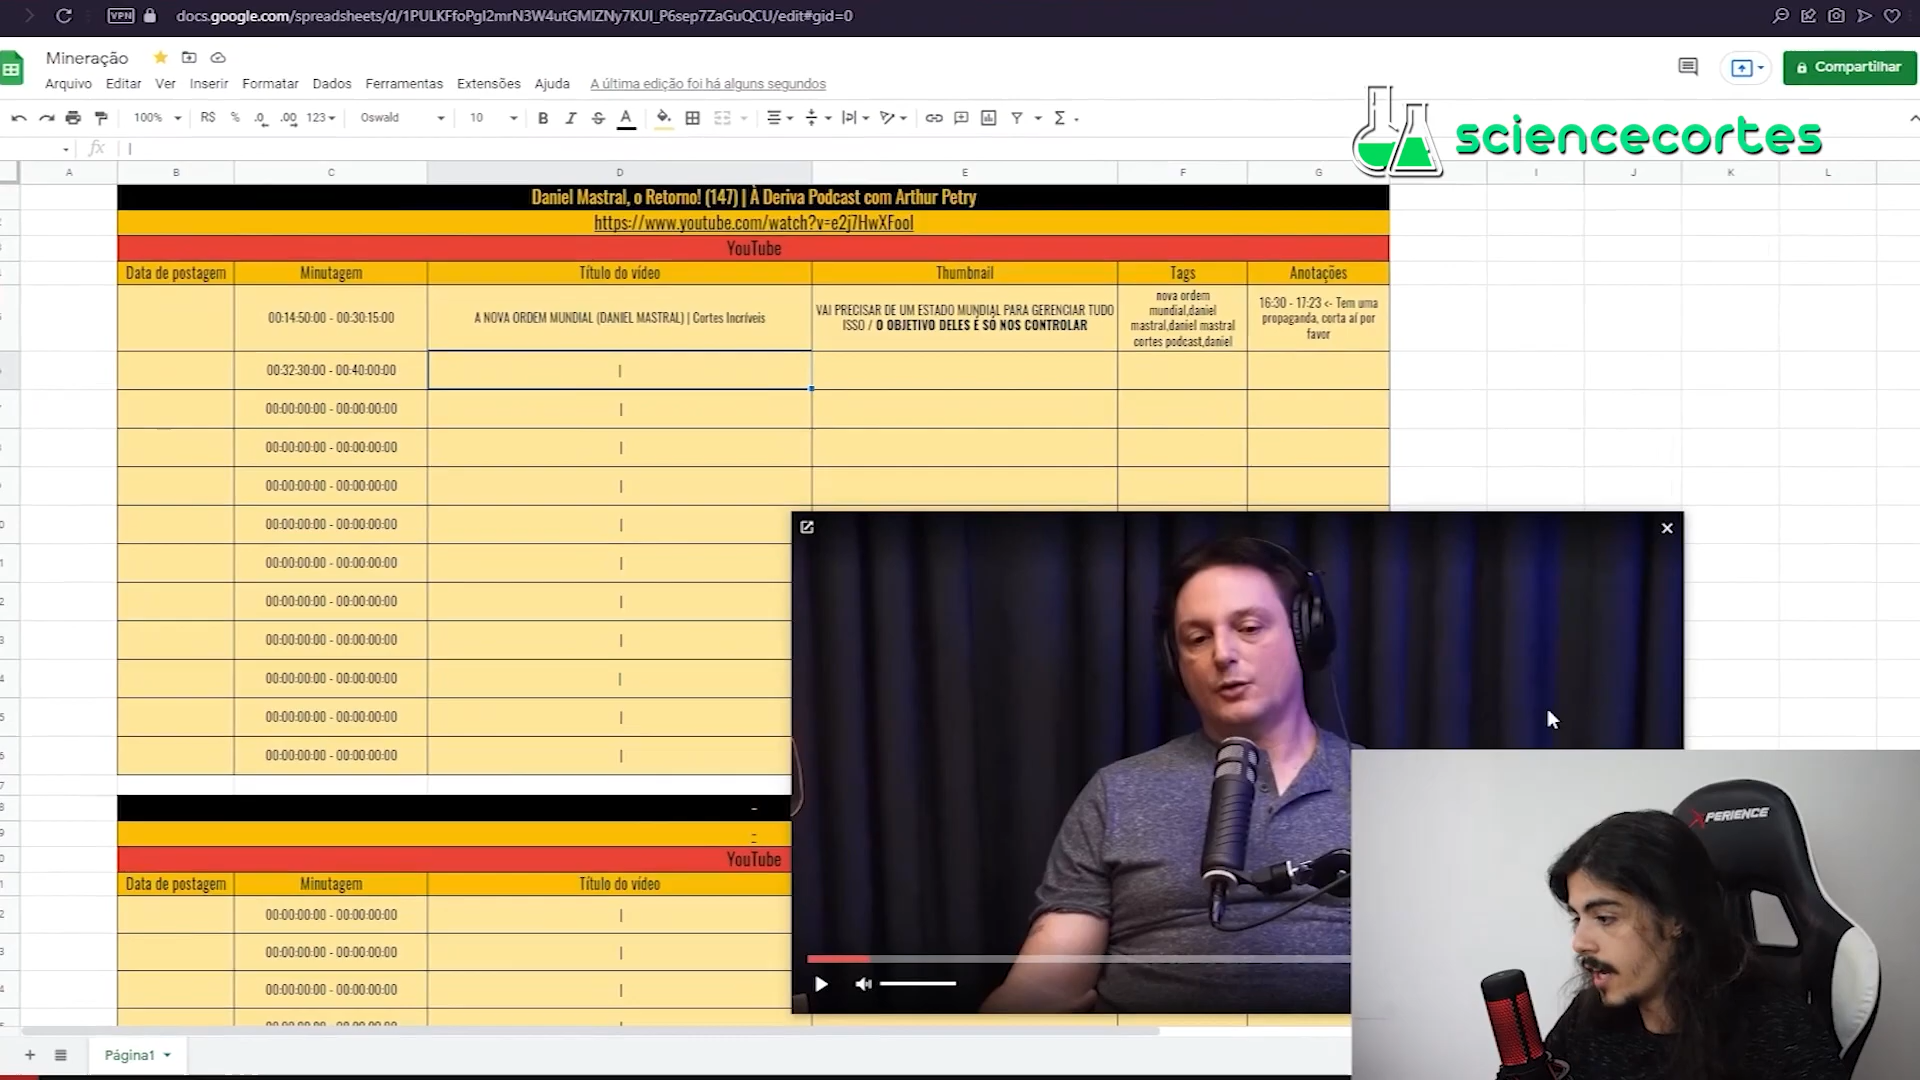 VPN
docs.google.com/spreadsheets/d/1PULKFfoPgI2mrN3W4utGMIZNy7KUI_P6sep7ZaGuQCU/edit#gid=0
Mineração
Arquivo Editar Ver Inserir Formatar Dados Ferramentas Extensões Ajuda A última edição foi há alguns segundos
Compartilhar
100% R$ % .0 .00 123 Oswald 10 B I S A
sciencecortes
fx |
A B C D E F G I J K L
Daniel Mastral, o Retorno! (147) | À Deriva Podcast com Arthur Petry
https://www.youtube.com/watch?v=e2j7HwXFooI
YouTube
Data de postagem Minutagem Título do vídeo Thumbnail Tags Anotações
00:14:50:00 - 00:30:15:00
A NOVA ORDEM MUNDIAL (DANIEL MASTRAL) | Cortes Incríveis
VAI PRECISAR DE UM ESTADO MUNDIAL PARA GERENCIAR TUDO
ISSO / O OBJETIVO DELES É SÓ NOS CONTROLAR
nova ordem
mundial,daniel
mastral,daniel mastral
cortes podcast,daniel
16:30 - 17:23 <- Tem uma
propaganda, corta aí por
favor
00:32:30:00 - 00:40:00:00 |
00:00:00:00 - 00:00:00:00 |
00:00:00:00 - 00:00:00:00 |
00:00:00:00 - 00:00:00:00 |
00:00:00:00 - 00:00:00:00 |
00:00:00:00 - 00:00:00:00 |
00:00:00:00 - 00:00:00:00 |
00:00:00:00 - 00:00:00:00 |
00:00:00:00 - 00:00:00:00 |
00:00:00:00 - 00:00:00:00 |
00:00:00:00 - 00:00:00:00 |
-
-
YouTube
Data de postagem Minutagem Título do vídeo
00:00:00:00 - 00:00:00:00 |
00:00:00:00 - 00:00:00:00 |
00:00:00:00 - 00:00:00:00 |
XPERIENCE
Página1